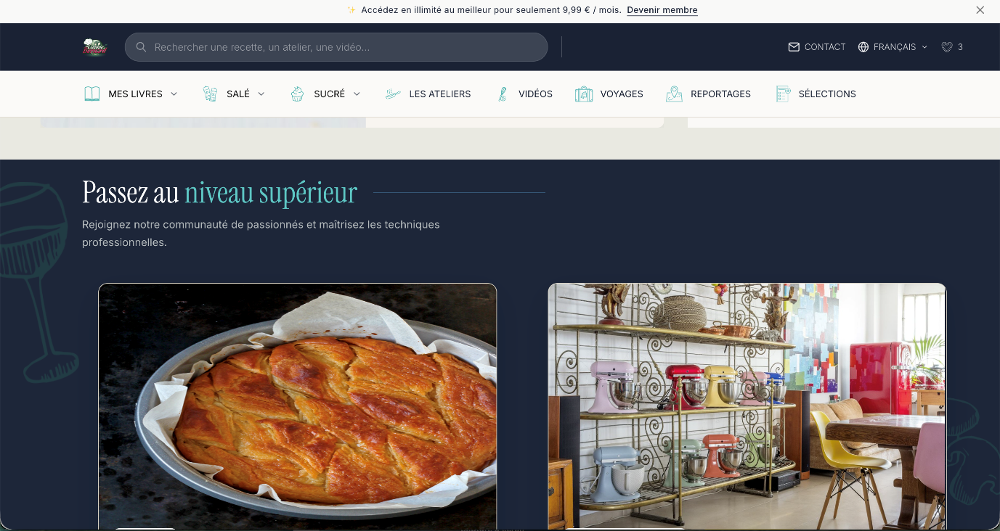 ✨ Accédez en illimité au meilleur pour seulement 9,99 € / mois. Devenir membre
Rechercher une recette, un atelier, une vidéo...
CONTACT
FRANÇAIS
3
MES LIVRES
SALÉ
SUCRÉ
LES ATELIERS
VIDÉOS
VOYAGES
REPORTAGES
SÉLECTIONS
Passez au niveau supérieur
Rejoignez notre communauté de passionnés et maîtrisez les techniques
professionnelles.